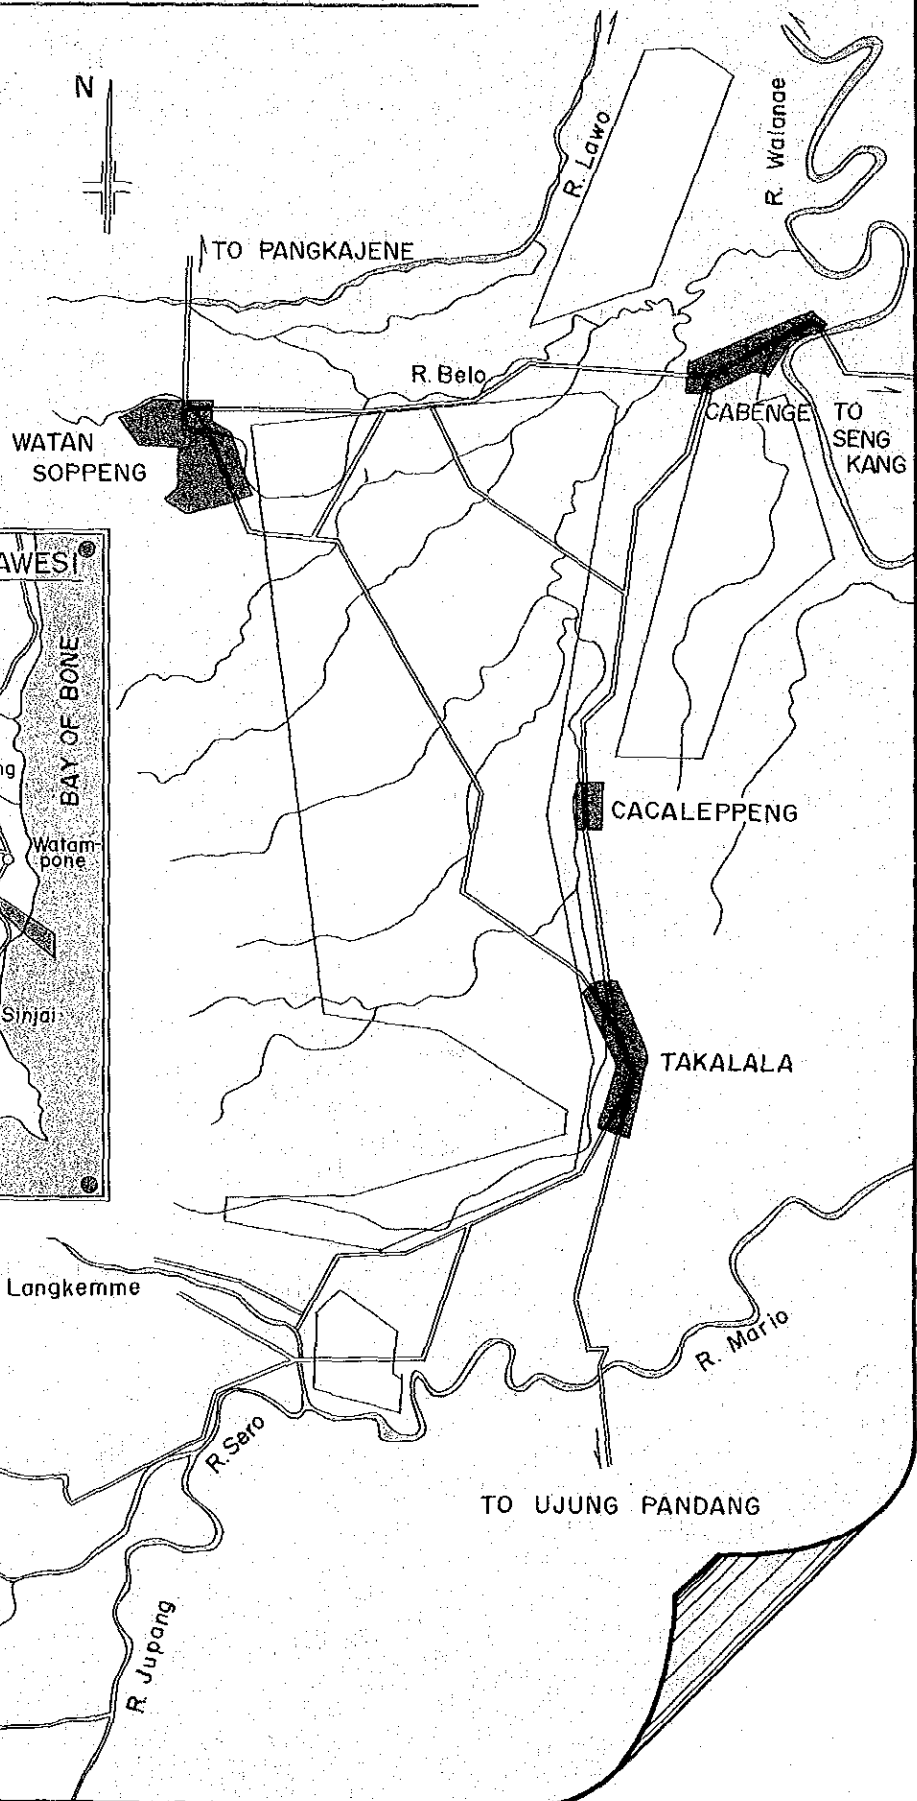 N
R. Lawo
R. Walanae
TO PANGKAJENE
R. Belo
WATAN
SOPPENG
CABENGE
TO
SENG
KANG
BAY OF BONE
Watam-
pone
CACALEPPENG
Sinjai
TAKALALA
Langkemme
R. Mario
R. Sero
TO UJUNG PANDANG
R. Jupang